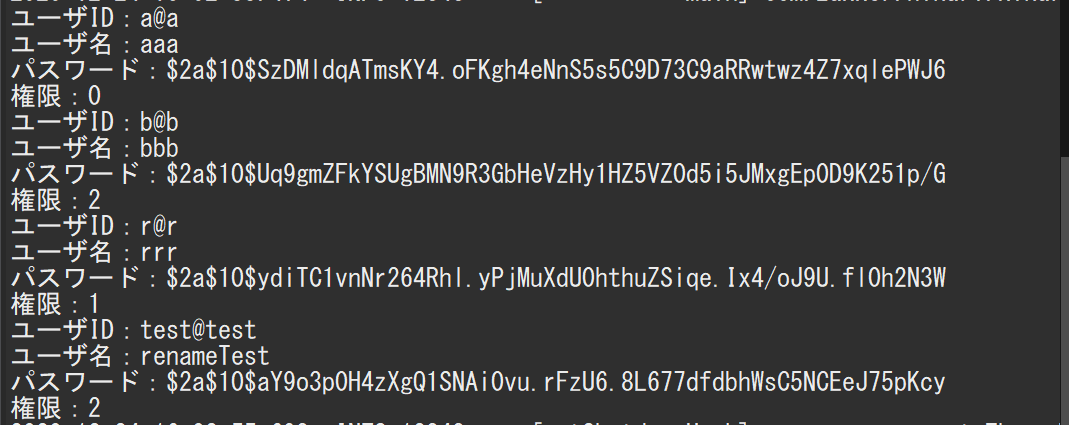 ユーザID：a@a
ユーザ名：aaa
パスワード：$2a$10$SzDMldqATmsKY4.oFKgh4eNnS5s5C9D73C9aRRwtwz4Z7xqlePWJ6
権限：0
ユーザID：b@b
ユーザ名：bbb
パスワード：$2a$10$Uq9gmZFkYSUgBMN9R3GbHeVzHy1HZ5VZ0d5i5JMxgEpOD9K251p/G
権限：2
ユーザID：r@r
ユーザ名：rrr
パスワード：$2a$10$ydiTC1vnNr264Rhl.yPjMuXdUOhthuZSiqe.Ix4/oJ9U.fl0h2N3W
権限：1
ユーザID：test@test
ユーザ名：renameTest
パスワード：$2a$10$aY9o3pOH4zXgQ1SNAiOvu.rFzU6.8L677dfdbhWsC5NCEeJ75pKcy
権限：2